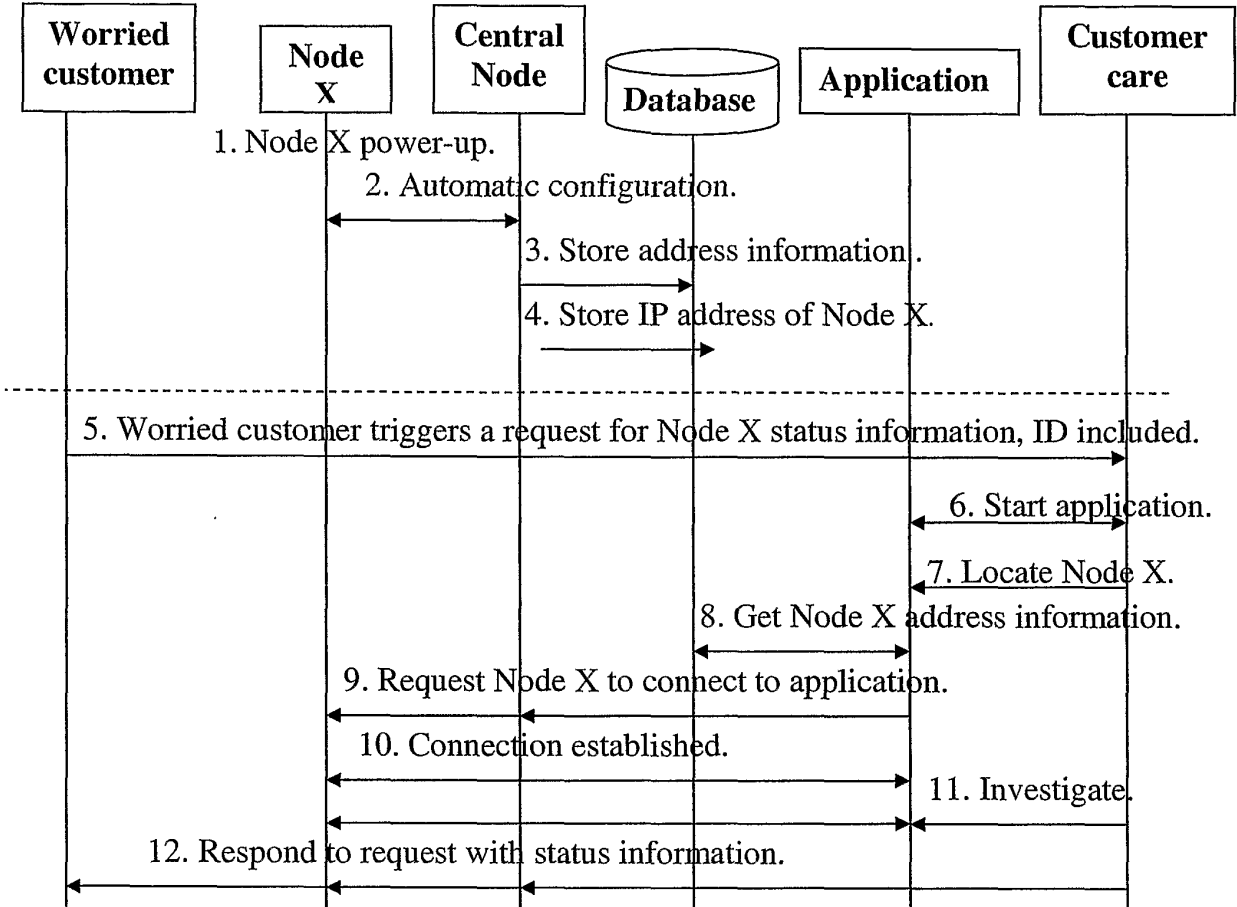 Worried
customer
Node
X
Central
Node
Database
Application
Customer
care
1. Node X power-up.
2. Automatic configuration.
3. Store address information .
4. Store IP address of Node X.
5. Worried customer triggers a request for Node X status information, ID included.
6. Start application.
7. Locate Node X.
8. Get Node X address information.
9. Request Node X to connect to application.
10. Connection established.
11. Investigate.
12. Respond to request with status information.